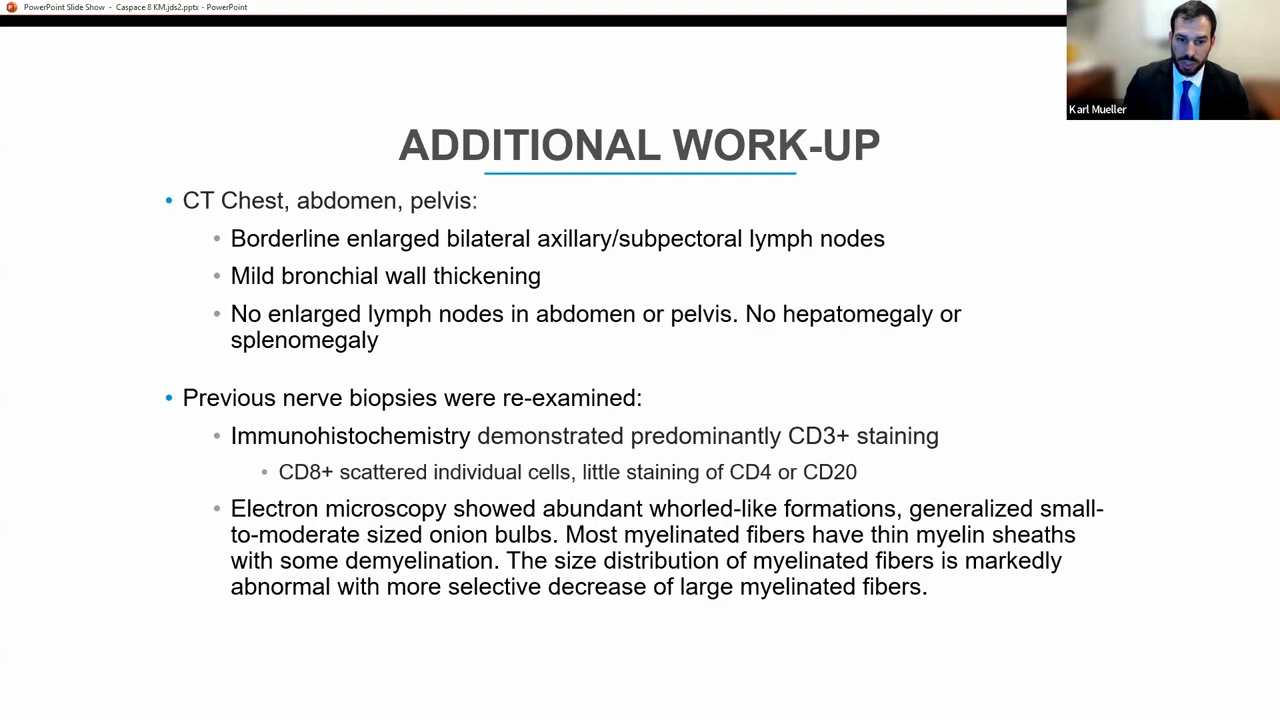 PowerPoint Slide Show - Caspace 8 KM.jds2.pptx - PowerPoint
Karl Mueller
ADDITIONAL WORK-UP
• CT Chest, abdomen, pelvis:
• Borderline enlarged bilateral axillary/subpectoral lymph nodes
• Mild bronchial wall thickening
• No enlarged lymph nodes in abdomen or pelvis. No hepatomegaly or
splenomegaly
• Previous nerve biopsies were re-examined:
• Immunohistochemistry demonstrated predominantly CD3+ staining
• CD8+ scattered individual cells, little staining of CD4 or CD20
• Electron microscopy showed abundant whorled-like formations, generalized small-
to-moderate sized onion bulbs. Most myelinated fibers have thin myelin sheaths
with some demyelination. The size distribution of myelinated fibers is markedly
abnormal with more selective decrease of large myelinated fibers.